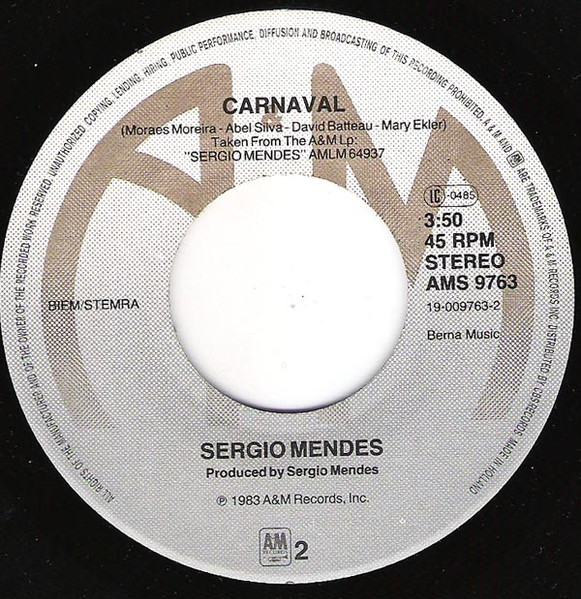 ALL RIGHTS OF THE MANUFACTURER AND OF THE OWNER OF THE RECORDED WORK RESERVED. UNAUTHORIZED COPYING, LENDING, HIRING, PUBLIC PERFORMANCE, DIFFUSION AND BROADCASTING OF THIS RECORDING PROHIBITED. A & M AND AM ARE TRADEMARKS OF A & M RECORDS INC. DISTRIBUTED BY CBS RECORDS MADE IN HOLLAND
CARNAVAL
(Moraes Moreira - Abel Silva - David Batteau - Mary Ekler)
Taken From The A&M Lp:
"SERGIO MENDES" AMLM 64937
LC -0485
3:50
45 RPM
STEREO
AMS 9763
BIEM/STEMRA
19-009763-2
Berna Music
SERGIO MENDES
Produced by Sergio Mendes
℗ 1983 A&M Records, Inc.
AM
RECORDS
2